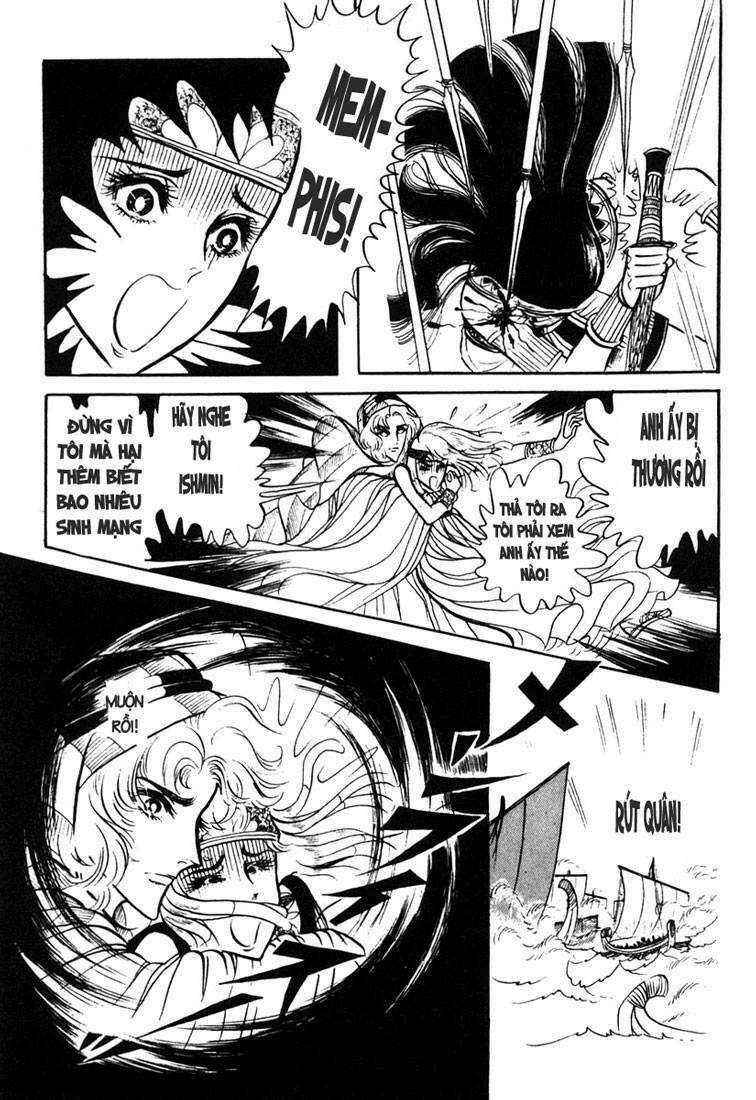 MEM-
PHIS!
ANH ẤY BỊ
THƯƠNG RỒI
THẢ TÔI RA
TÔI PHẢI XEM
ANH ẤY THẾ
NÀO!
HÃY NGHE
TÔI
ISHMIN!
ĐỪNG VÌ
TÔI MÀ HẠI
THÊM BIẾT
BAO NHIÊU
SINH MẠNG
RÚT QUÂN!
MUỘN
RỒI!